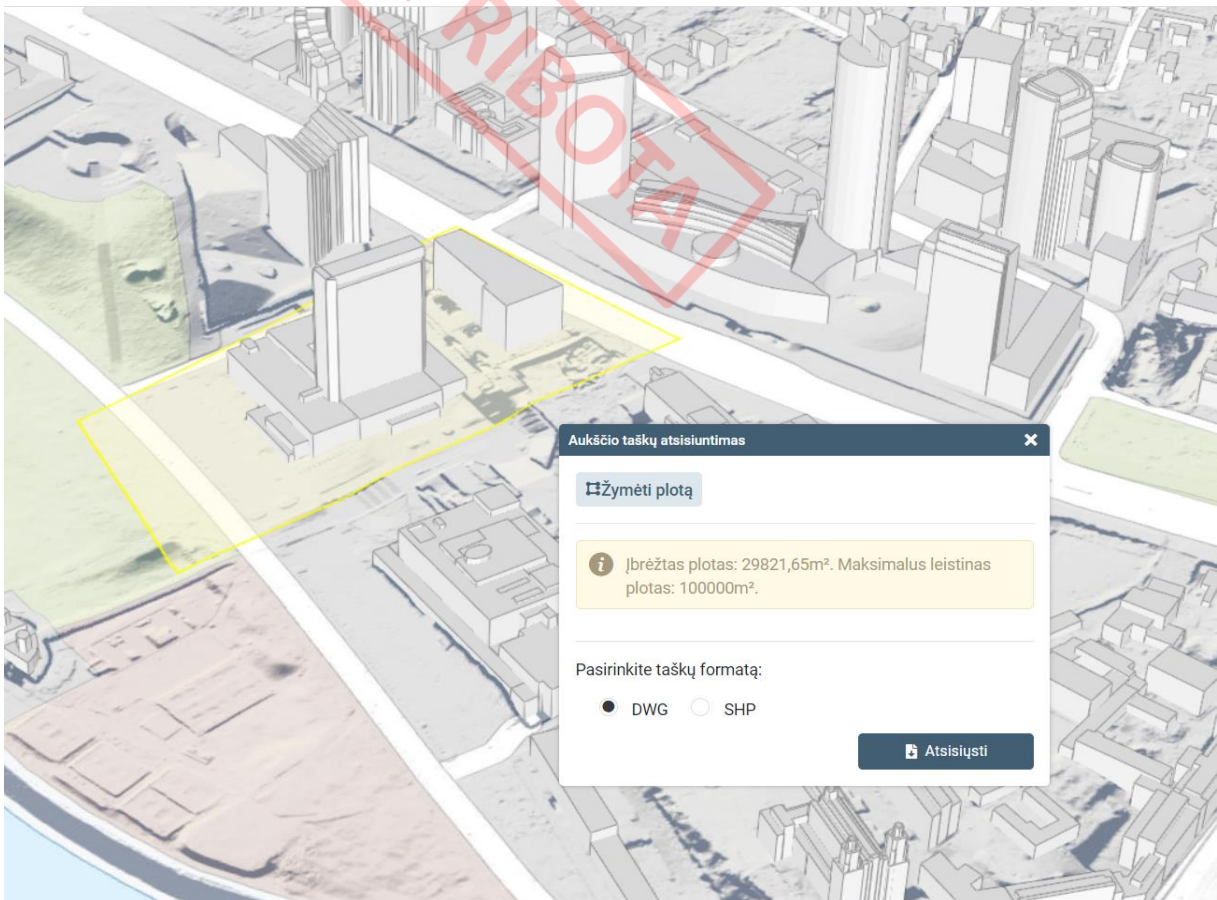 RIBOTA
Aukščio taškų atsisiuntimas
Žymėti plotą
Įbrėžtas plotas: 29821,65m². Maksimalus leistinas
plotas: 100000m².
Pasirinkite taškų formatą:
DWG SHP
Atsisiųsti